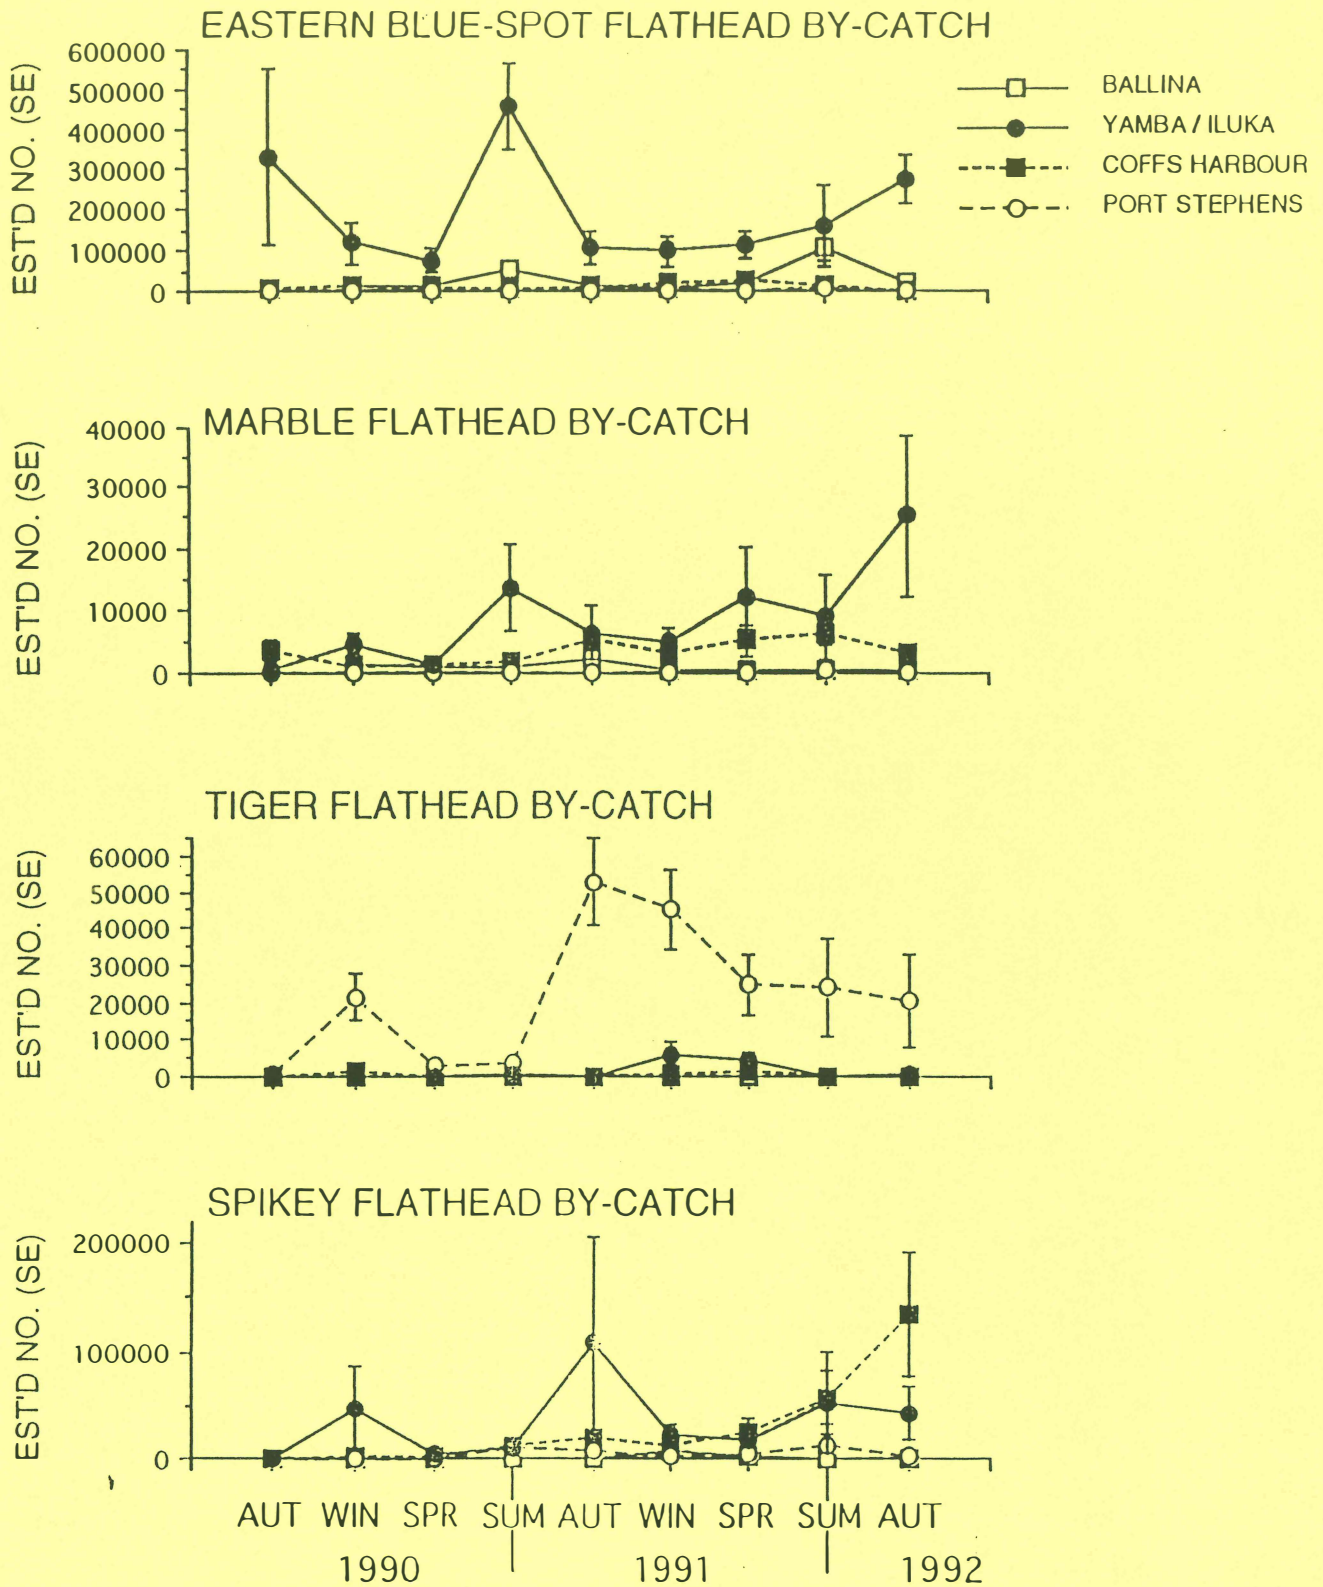 EASTERN BLUE-SPOT FLATHEAD BY-CATCH
EST'D NO. (SE)
600000
500000
400000
300000
200000
100000
0
BALLINA
YAMBA / ILUKA
COFFS HARBOUR
PORT STEPHENS
MARBLE FLATHEAD BY-CATCH
EST'D NO. (SE)
40000
30000
20000
10000
0
TIGER FLATHEAD BY-CATCH
EST'D NO. (SE)
60000
50000
40000
30000
20000
10000
0
SPIKEY FLATHEAD BY-CATCH
EST'D NO. (SE)
200000
100000
0
AUT WIN SPR SUM AUT WIN SPR SUM AUT
1990 1991 1992